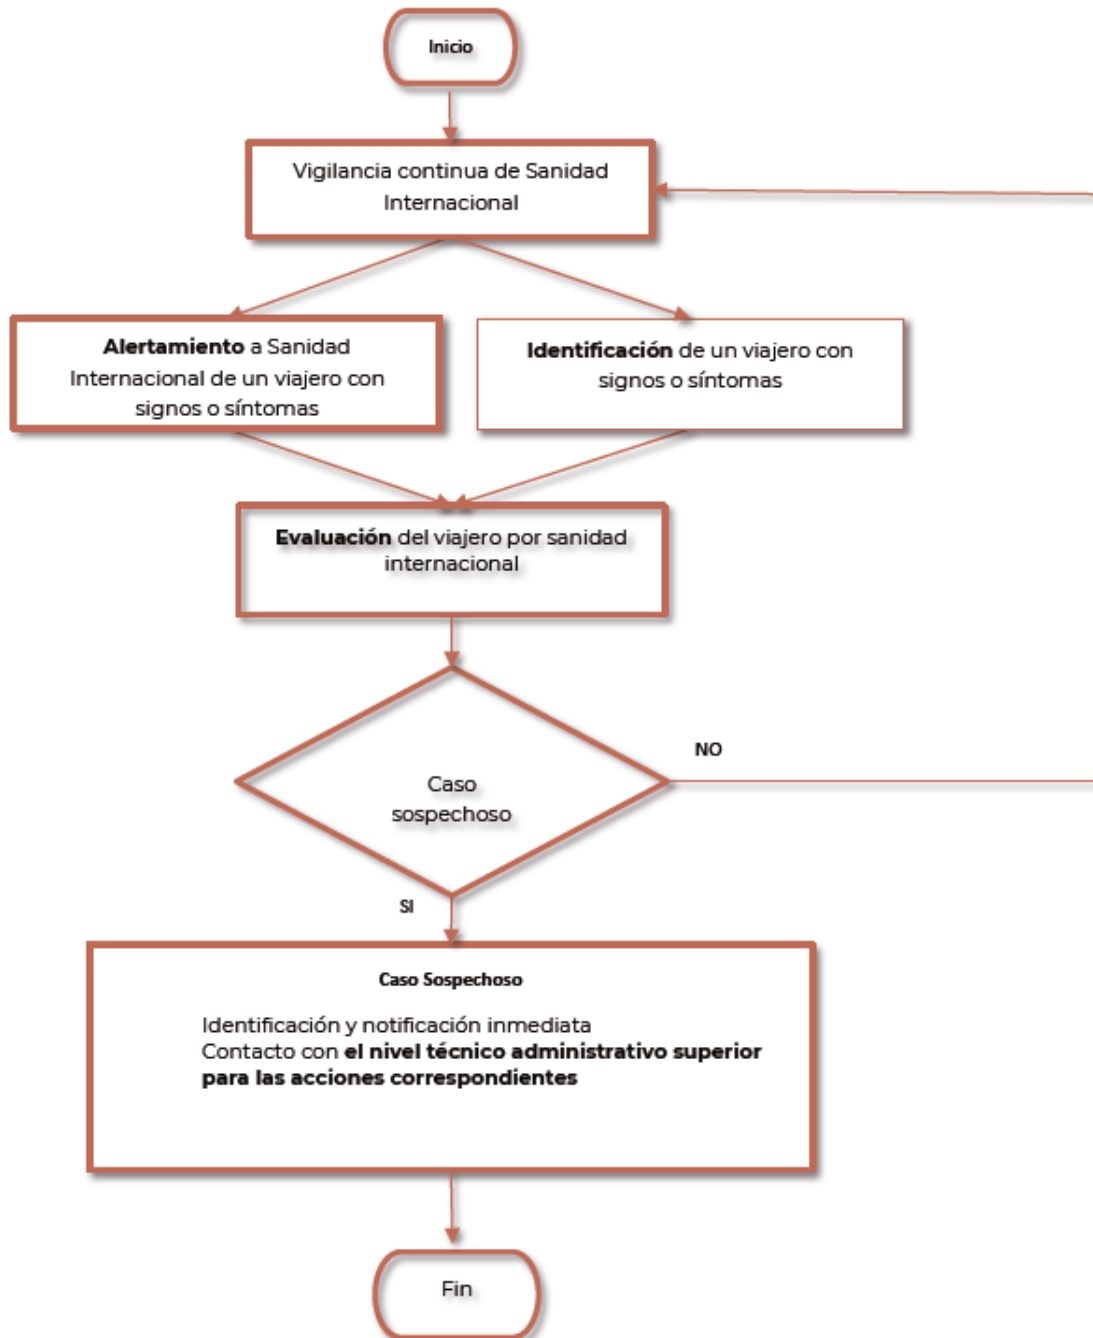 Inicio
Vigilancia continua de Sanidad
Internacional
Alertamiento a Sanidad
Internacional de un viajero con
signos o síntomas
Identificación de un viajero con
signos o síntomas
Evaluación del viajero por sanidad
internacional
Caso
sospechoso
NO
SI
Caso Sospechoso
Identificación y notificación inmediata
Contacto con el nivel técnico administrativo superior
para las acciones correspondientes
Fin